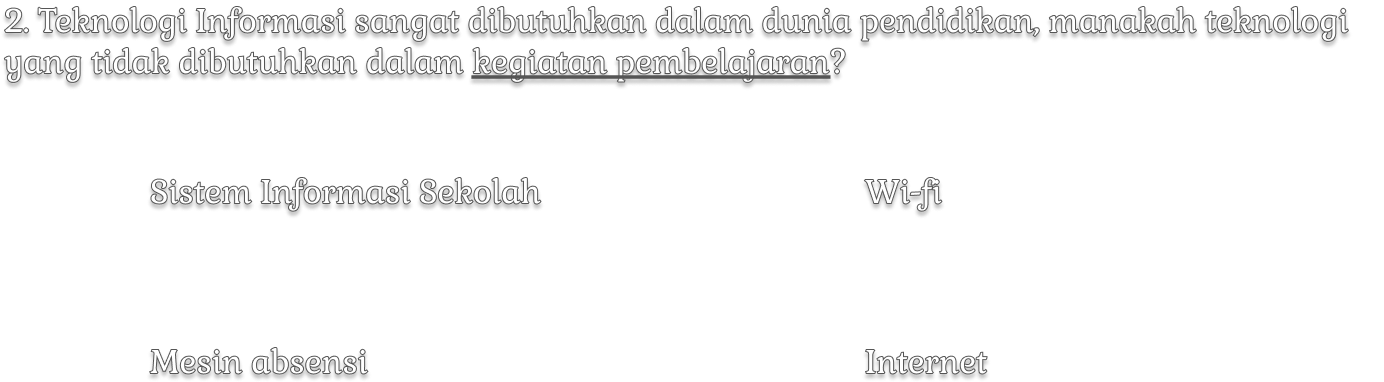 2. Teknologi Informasi sangat dibutuhkan dalam dunia pendidikan, manakah teknologi
yang tidak dibutuhkan dalam kegiatan pembelajaran?
Sistem Informasi Sekolah
Wi-fi
Mesin absensi
Internet